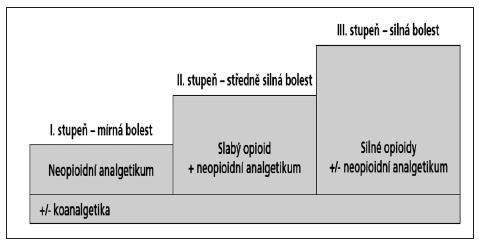 I. stupeň – mírná bolest
Neopioidní analgetikum
II. stupeň – středně silná bolest
Slabý opioid
+ neopioidní analgetikum
III. stupeň – silná bolest
Silné opioidy
+/- neopioidní analgetikum
+/- koanalgetika